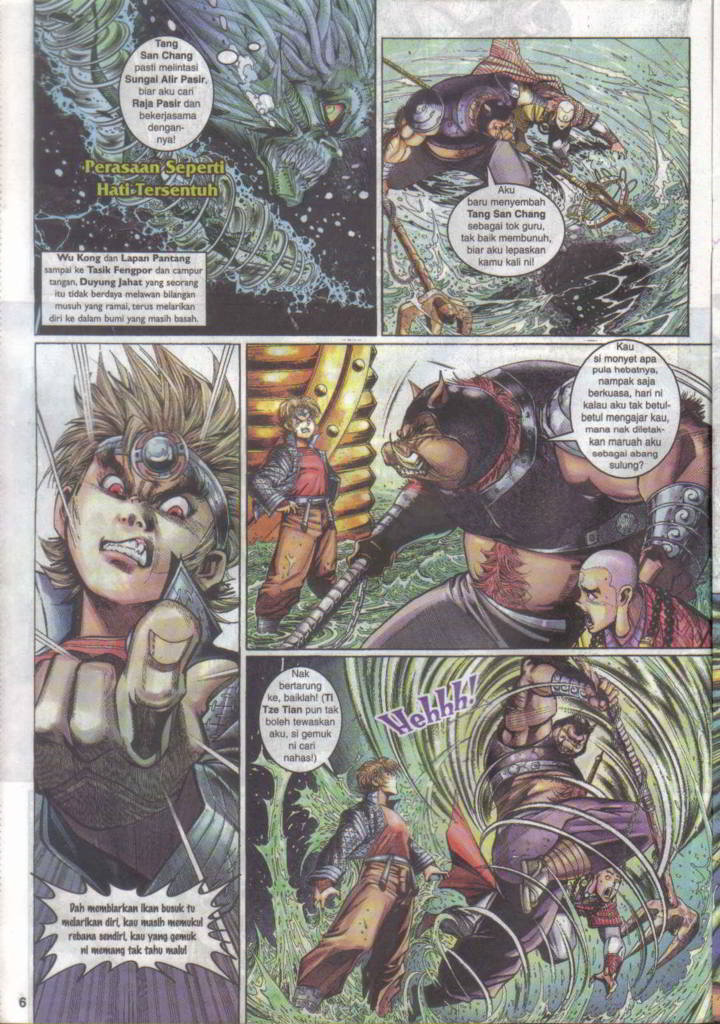 Tang
San Chang
pasti melintasi
Sungai Alir Pasir,
biar aku cari
Raja Pasir dan
bekerjasama
dengan-
nya!
Perasaan Seperti
Hati Tersentuh
Wu Kong dan Lapan Pantang
sampai ke Tasik Fengpor dan campur
tangan, Duyung Jahat yang seorang
itu tidak berdaya melawan bilangan
musuh yang ramai, terus melarikan
diri ke dalam bumi yang masih basah.
Aku
baru menyembah
Tang San Chang
sebagai tok guru,
tak baik membunuh,
biar aku lepaskan
kamu kali ni!
Dah membiarkan ikan busuk tu
melarikan diri, kau masih memukul
rebana sendiri, kau yang gemuk
ni memang tak tahu malu!
Kau
si monyet apa
pula hebatnya,
nampak saja
berkuasa, hari ni
kalau aku tak betul-
betul mengajar kau,
mana nak diletak-
kan maruah aku
sebagai abang
sulung?
Nak
bertarung
ke, baiklah! (TI
Tze Tian pun tak
boleh tewaskan
aku, si gemuk
ni cari
nahas!)
Hehhh!
6